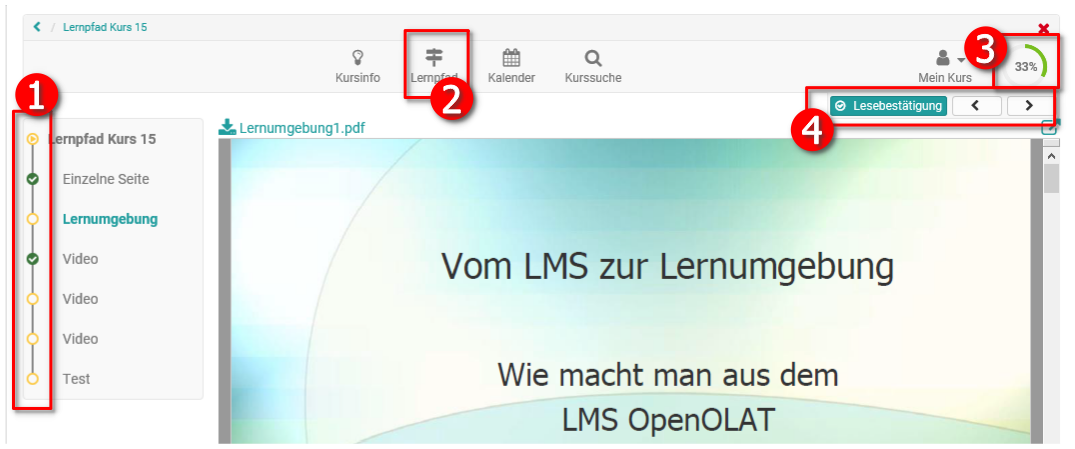 / Lernpfad Kurs 15
Kursinfo
Lernpfad
Kalender
Kurssuche
Mein Kurs
33%
1
2
3
4
Lesebestätigung
Lernumgebung1.pdf
Lernpfad Kurs 15
Einzelne Seite
Lernumgebung
Video
Video
Video
Test
Vom LMS zur Lernumgebung
Wie macht man aus dem
LMS OpenOLAT